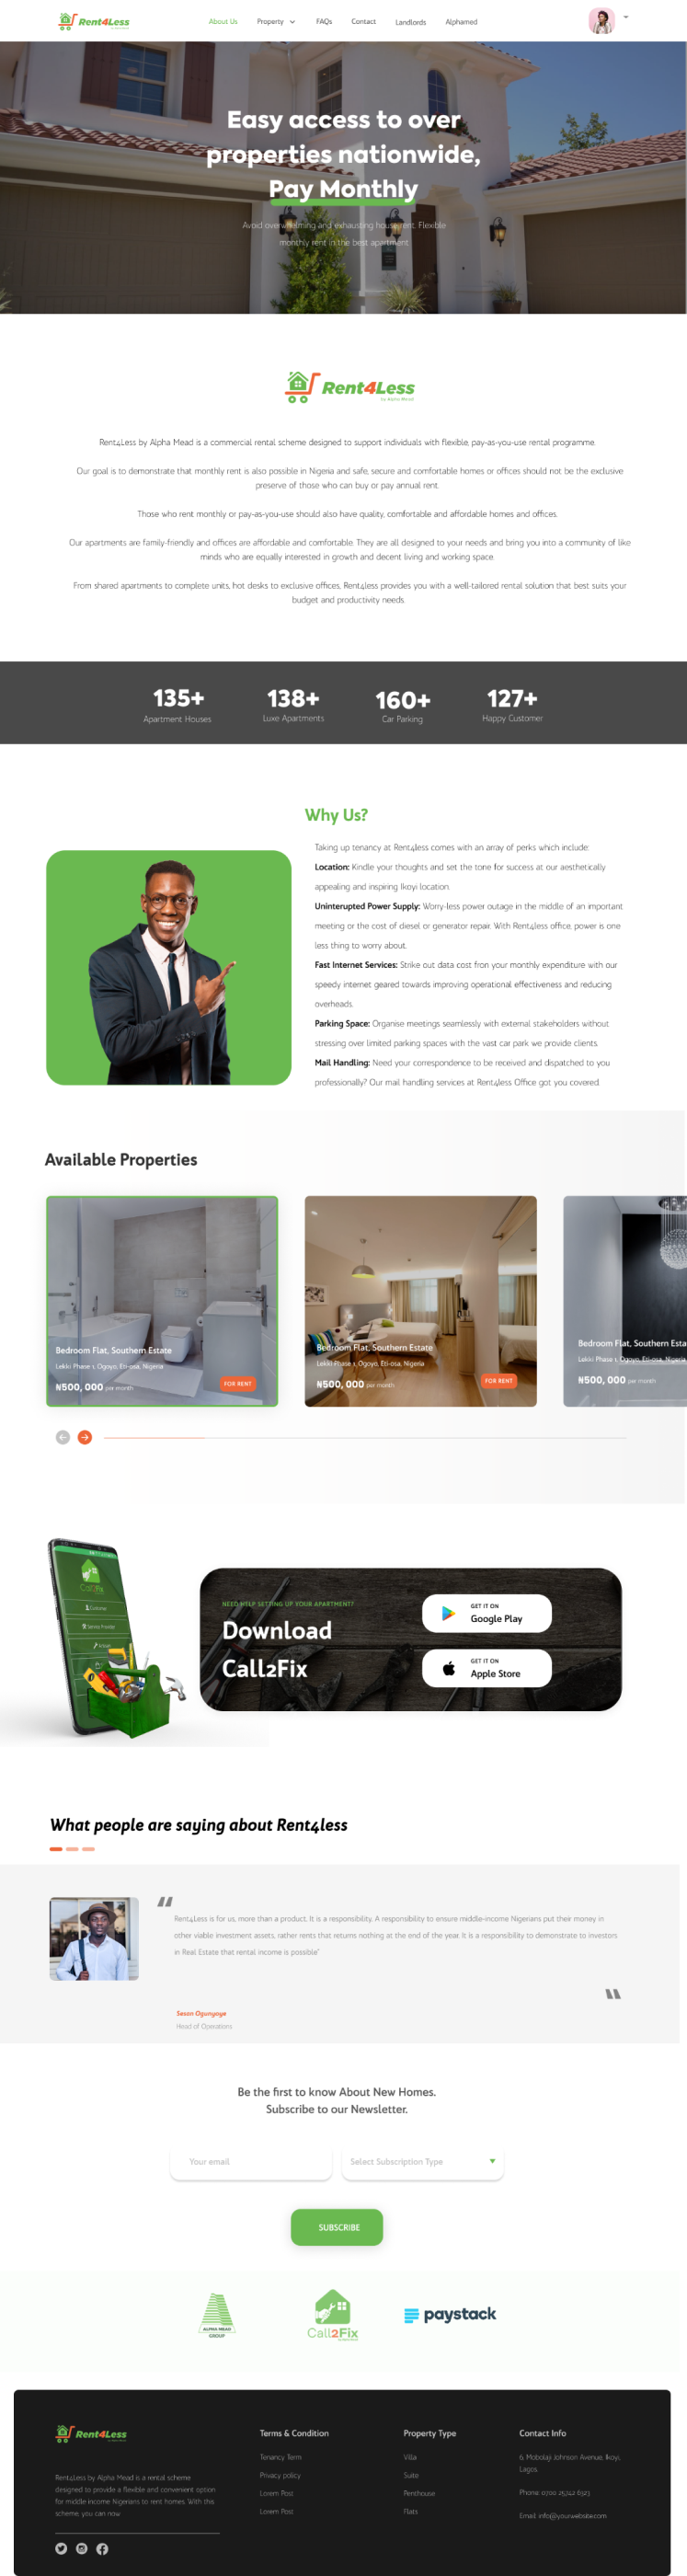 Rent4Less
About Us
Property
FAQs
Contact
Landlords
Alphamed
Easy access to over
properties nationwide,
Pay Monthly
Avoid overwhelming and exhausting house rent. Flexible
monthly rent in the best apartment
Rent4Less
by Alpha Mead
Rent4Less by Alpha Mead is a commercial rental scheme designed to support individuals with flexible, pay-as-you-use rental programme.
Our goal is to demonstrate that monthly rent is also possible in Nigeria and safe, secure and comfortable homes or offices should not be the exclusive
preserve of those who can buy or pay annual rent.
Those who rent monthly or pay-as-you-use should also have quality, comfortable and affordable homes and offices.
Our apartments are family-friendly and offices are affordable and comfortable. They are all designed to your needs and bring you into a community of like
minds who are equally interested in growth and decent living and working space.
From shared apartments to complete units, hot desks to exclusive offices, Rent4less provides you with a well-tailored rental solution that best suits your
budget and productivity needs.
135+
Apartment Houses
138+
Luxe Apartments
160+
Car Parking
127+
Happy Customer
Why Us?
Taking up tenancy at Rent4less comes with an array of perks which include:
Location: Kindle your thoughts and set the tone for success at our aesthetically
appealing and inspiring Ikoyi location.
Uninterupted Power Supply: Worry-less power outage in the middle of an important
meeting or the cost of diesel or generator repair. With Rent4less office, power is one
less thing to worry about.
Fast Internet Services: Strike out data cost from your monthly expenditure with our
speedy internet geared towards improving operational effectiveness and reducing
overheads.
Parking Space: Organise meetings seamlessly with external stakeholders without
stressing over limited parking spaces with the vast car park we provide clients.
Mail Handling: Need your correspondence to be received and dispatched to you
professionally? Our mail handling services at Rent4less Office got you covered.
Available Properties
Bedroom Flat, Southern Estate
Lekki Phase 1, Ogoyo, Eti-osa, Nigeria
₦500, 000 per month
FOR RENT
Bedroom Flat, Southern Estate
Lekki Phase 1, Ogoyo, Eti-osa, Nigeria
₦500, 000 per month
FOR RENT
Bedroom Flat, Southern Esta
Lekki Phase 1, Ogoyo, Eti-osa, Nigeria
₦500, 000 per month
Call2Fix
Customer
Service Provider
Artisan
NEED HELP SETTING UP YOUR APARTMENT?
Download
Call2Fix
GET IT ON
Google Play
GET IT ON
Apple Store
What people are saying about Rent4less
“
Rent4Less is for us, more than a product. It is a responsibility. A responsibility to ensure middle-income Nigerians put their money in
other viable investment assets, rather rents that returns nothing at the end of the year. It is a responsibility to demonstrate to investors
in Real Estate that rental income is possible"
Sesan Ogunyoye
Head of Operations
Be the first to know About New Homes.
Subscribe to our Newsletter.
Your email
Select Subscription Type
SUBSCRIBE
ALPHA MEAD
GROUP
Call2Fix
paystack
Rent4Less
Rent4Less by Alpha Mead is a rental scheme
designed to provide a flexible and convenient option
for middle income Nigerians to rent homes. With this
scheme, you can now
Terms & Condition
Tenancy Term
Privacy policy
Lorem Post
Lorem Post
Property Type
Villa
Suite
Penthouse
Flats
Contact Info
6, Mobolaji Johnson Avenue, Ikoyi,
Lagos.
Phone: 0700 25742 6323
Email: info@yourwebsite.com